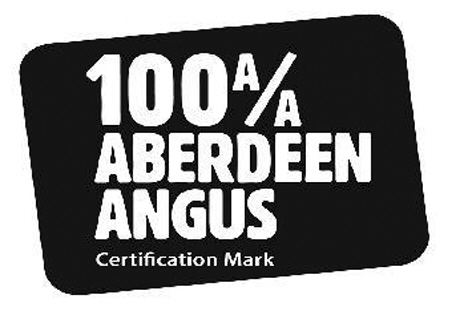 100A/A
ABERDEEN
ANGUS
Certification Mark